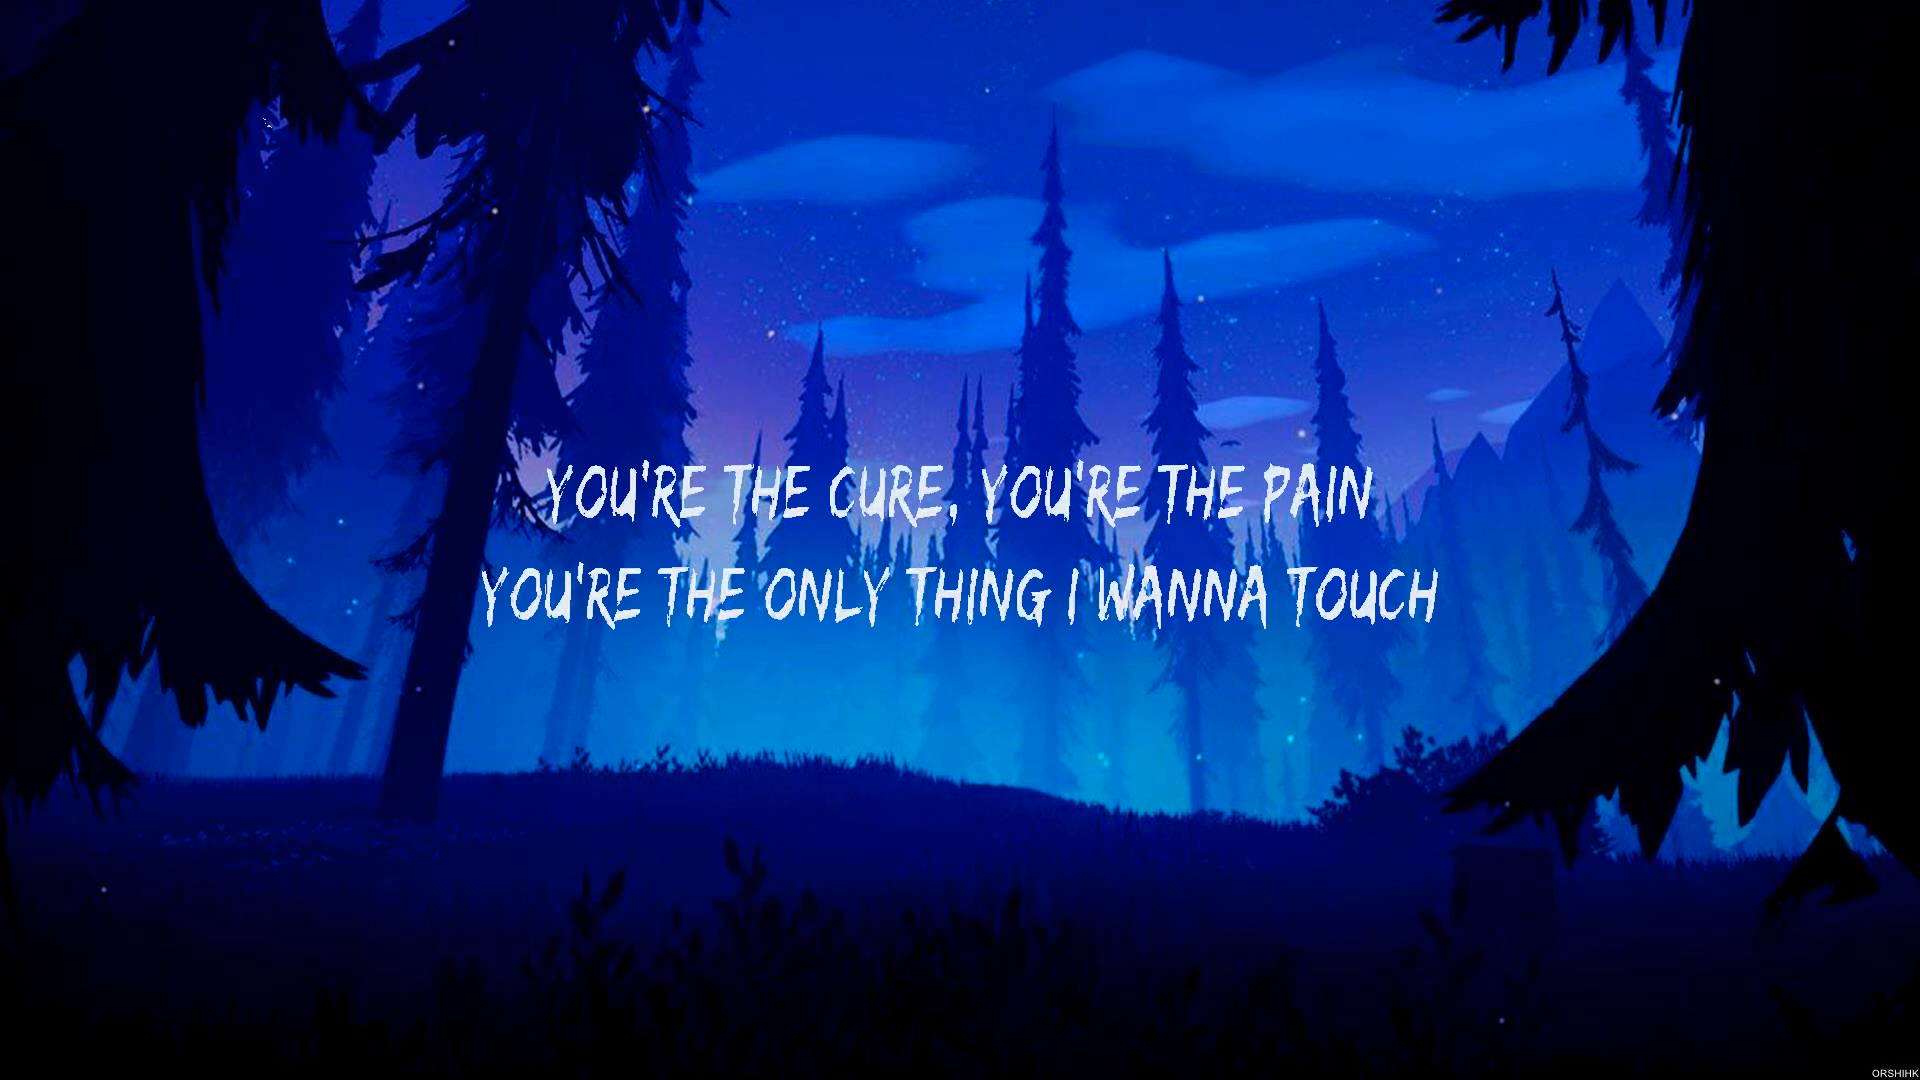 YOU'RE THE CURE, YOU'RE THE PAIN
YOU'RE THE ONLY THING I WANNA TOUCH
ORSHIHK